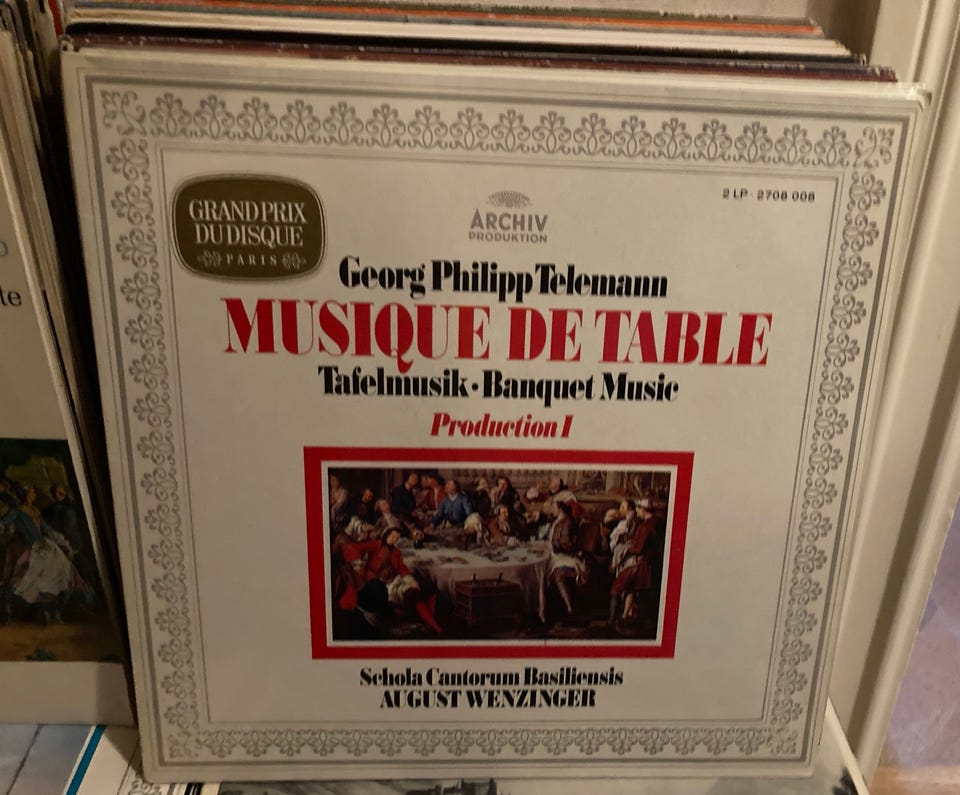 GRAND PRIX
DU DISQUE
PARIS
2 LP · 2708 008
ARCHIV
PRODUKTION
Georg Philipp Telemann
MUSIQUE DE TABLE
Tafelmusik · Banquet Music
Production I
Schola Cantorum Basiliensis
AUGUST WENZINGER
le